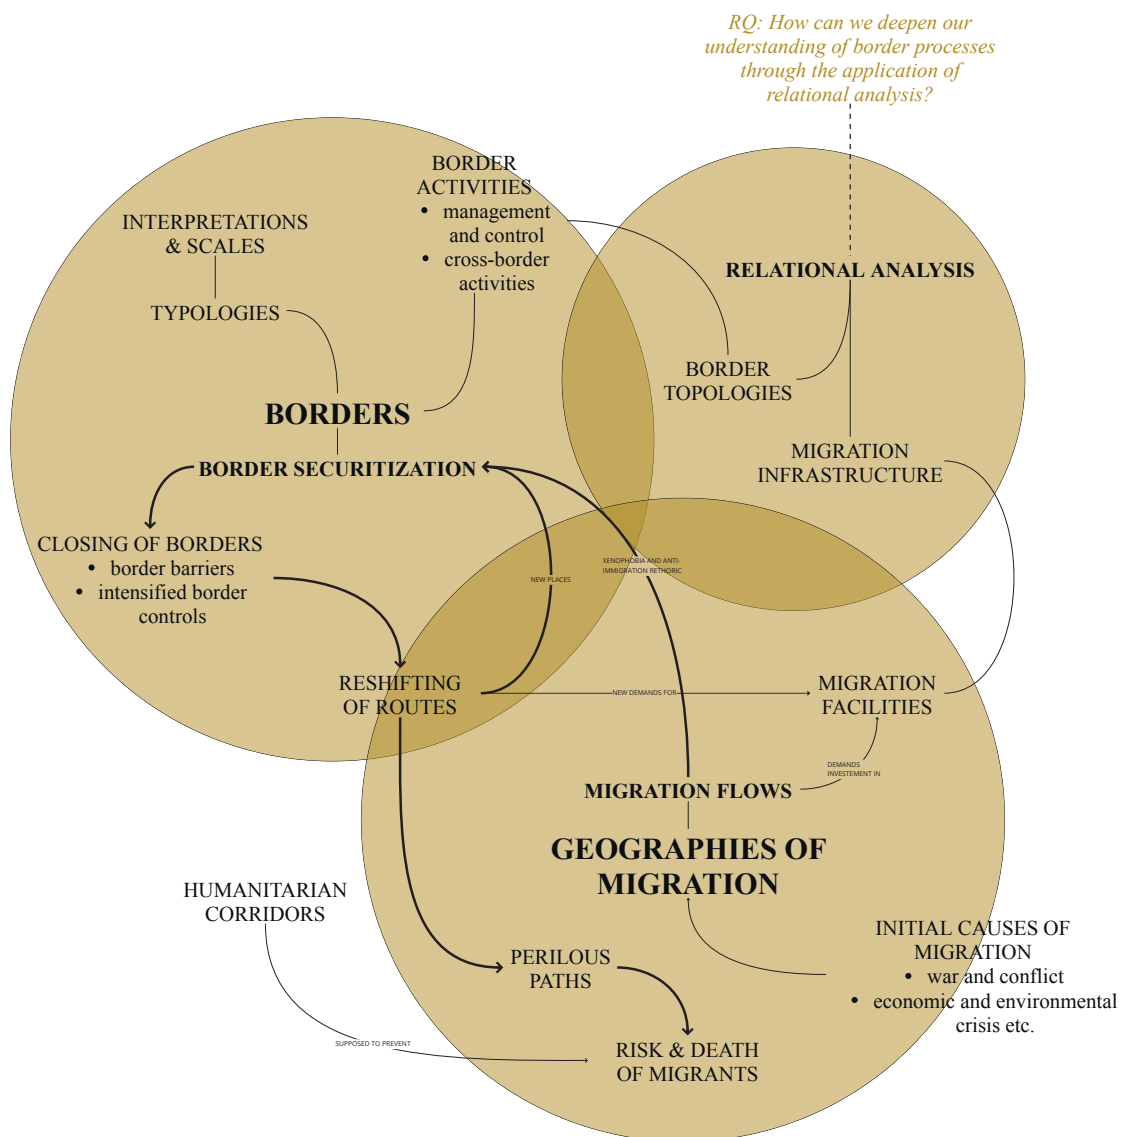 RQ: How can we deepen our
understanding of border processes
through the application of
relational analysis?
BORDER
ACTIVITIES
• management
and control
• cross-border
activities
INTERPRETATIONS
& SCALES
TYPOLOGIES
RELATIONAL ANALYSIS
BORDER
TOPOLOGIES
BORDERS
MIGRATION
INFRASTRUCTURE
BORDER SECURITIZATION
CLOSING OF BORDERS
• border barriers
• intensified border
controls
NEW PLACES
XENOPHOBIA AND ANTI-
IMMIGRATION RETHORIC
RESHIFTING
OF ROUTES
NEW DEMANDS FOR
MIGRATION
FACILITIES
DEMANDS
INVESTEMENT IN
MIGRATION FLOWS
GEOGRAPHIES OF
MIGRATION
HUMANITARIAN
CORRIDORS
INITIAL CAUSES OF
MIGRATION
• war and conflict
• economic and environmental
crisis etc.
PERILOUS
PATHS
SUPPOSED TO PREVENT
RISK & DEATH
OF MIGRANTS